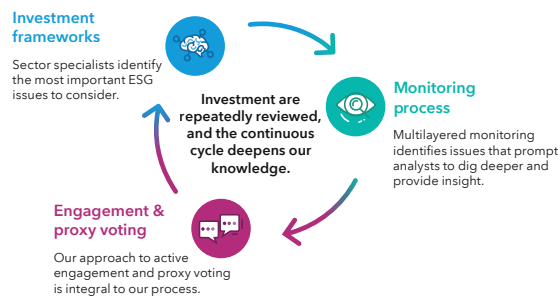 Investment
frameworks
Sector specialists identify
the most important ESG
issues to consider.
Investment are
repeatedly reviewed,
and the continuous
cycle deepens our
knowledge.
Monitoring
process
Multilayered monitoring
identifies issues that prompt
analysts to dig deeper and
provide insight.
Engagement &
proxy voting
Our approach to active
engagement and proxy voting
is integral to our process.